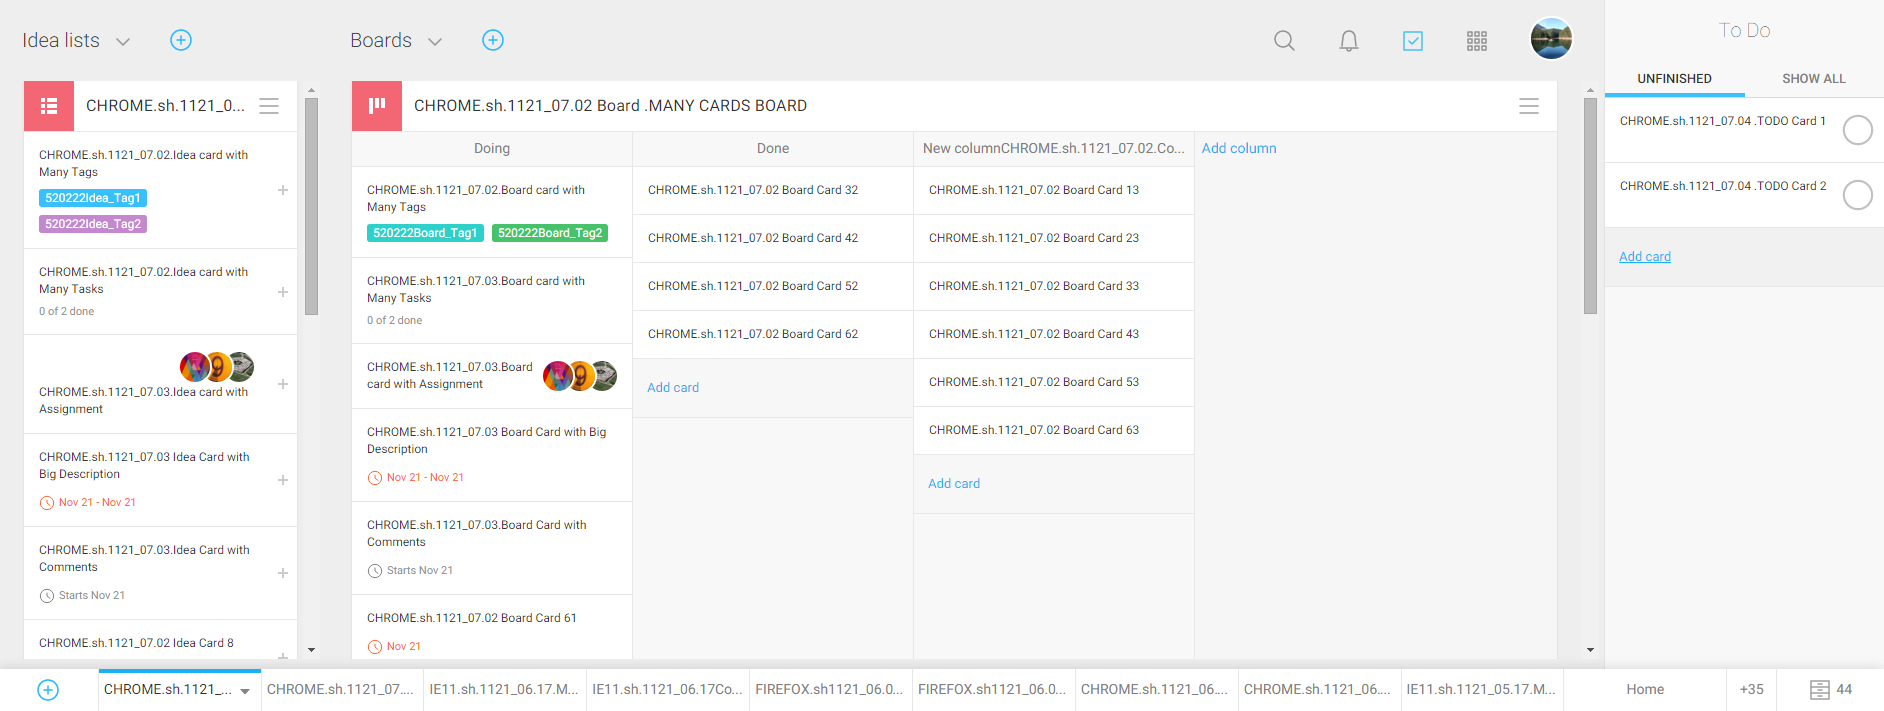 Idea lists
Boards
To Do
UNFINISHED
SHOW ALL
CHROME.sh.1121_0...
CHROME.sh.1121_07.02.Idea card with
Many Tags
520222Idea_Tag1
520222Idea_Tag2
CHROME.sh.1121_07.02.Idea card with
Many Tasks
0 of 2 done
CHROME.sh.1121_07.03.Idea card with
Assignment
CHROME.sh.1121_07.03 Idea Card with
Big Description
Nov 21 - Nov 21
CHROME.sh.1121_07.03.Idea Card with
Comments
Starts Nov 21
CHROME.sh.1121_07.02 Idea Card 8
CHROME.sh.1121_07.02 Board .MANY CARDS BOARD
Doing
CHROME.sh.1121_07.02.Board card with
Many Tags
520222Board_Tag1
520222Board_Tag2
CHROME.sh.1121_07.03.Board card with
Many Tasks
0 of 2 done
CHROME.sh.1121_07.03.Board
card with Assignment
CHROME.sh.1121_07.03 Board Card with Big
Description
Nov 21 - Nov 21
CHROME.sh.1121_07.03.Board Card with
Comments
Starts Nov 21
CHROME.sh.1121_07.02 Board Card 61
Nov 21
Done
CHROME.sh.1121_07.02 Board Card 32
CHROME.sh.1121_07.02 Board Card 42
CHROME.sh.1121_07.02 Board Card 52
CHROME.sh.1121_07.02 Board Card 62
Add card
New columnCHROME.sh.1121_07.02.Co...
CHROME.sh.1121_07.02 Board Card 13
CHROME.sh.1121_07.02 Board Card 23
CHROME.sh.1121_07.02 Board Card 33
CHROME.sh.1121_07.02 Board Card 43
CHROME.sh.1121_07.02 Board Card 53
CHROME.sh.1121_07.02 Board Card 63
Add card
Add column
CHROME.sh.1121_07.04 .TODO Card 1
CHROME.sh.1121_07.04 .TODO Card 2
Add card
CHROME.sh.1121_...
CHROME.sh.1121_07....
IE11.sh.1121_06.17.M...
IE11.sh.1121_06.17Co...
FIREFOX.sh1121_06.0...
FIREFOX.sh1121_06.0...
CHROME.sh.1121_06....
CHROME.sh.1121_06....
IE11.sh.1121_05.17.M...
Home
+35
44